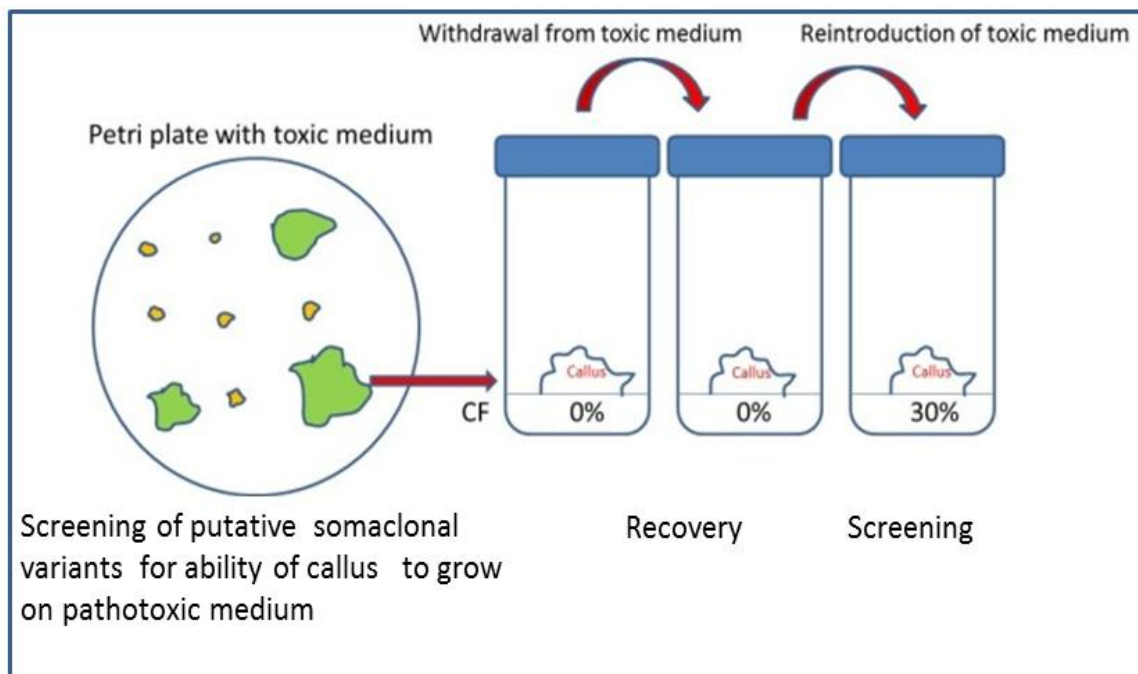 Withdrawal from toxic medium
Reintroduction of toxic medium
Petri plate with toxic medium
Callus
Callus
Callus
CF
0%
0%
30%
Screening of putative somaclonal
variants for ability of callus to grow
on pathotoxic medium
Recovery
Screening